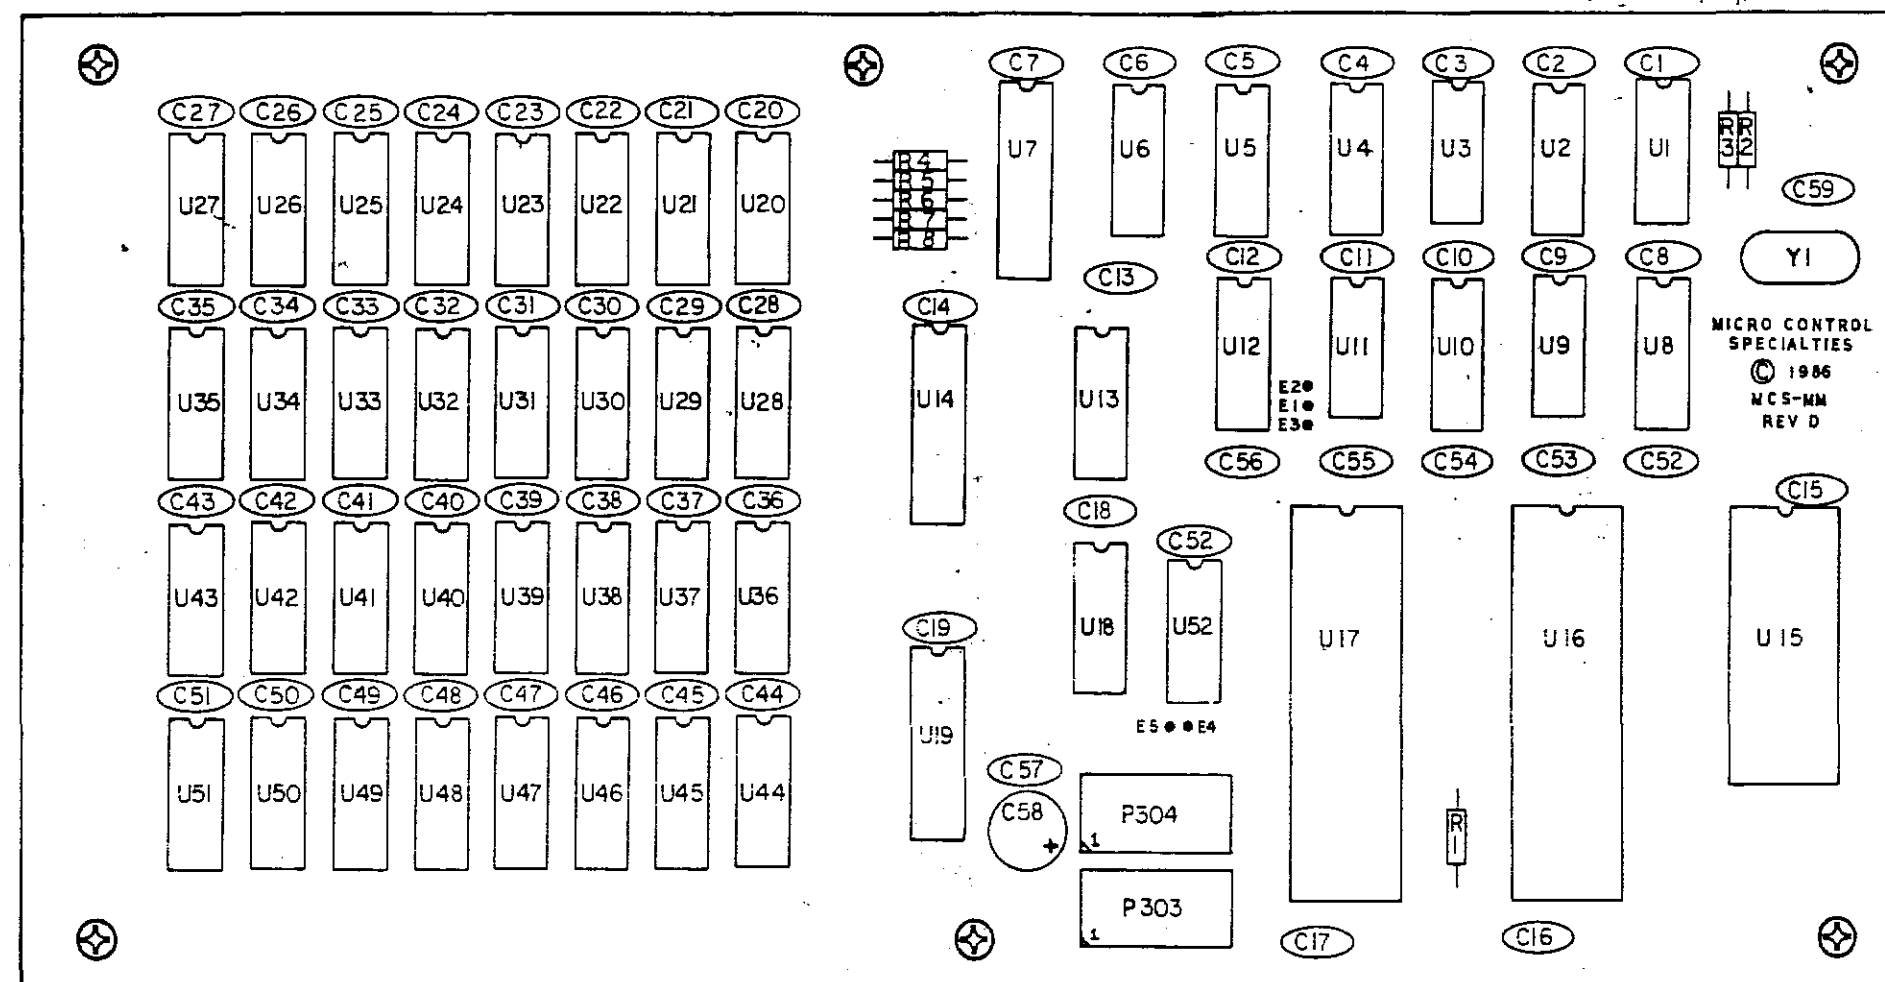 C7 C6 C5 C4 C3 C2 C1
C27 C26 C25 C24 C23 C22 C21 C20
R3 R2
U7 U6 U5 U4 U3 U2 U1
R4
R5
R6
R7
R8
C59
U27 U26 U25 U24 U23 U22 U21 U20
C13 C12 C11 C10 C9 C8 Y1
C35 C34 C33 C32 C31 C30 C29 C28 C14
MICRO CONTROL
SPECIALTIES
© 1986
MCS-MM
REV D
U12 U11 U10 U9 U8
E2
E1
E3
U35 U34 U33 U32 U31 U30 U29 U28 U14 U13
C56 C55 C54 C53 C52
C15
C43 C42 C41 C40 C39 C38 C37 C36 C18
C52
U43 U42 U41 U40 U39 U38 U37 U36
C19 U18 U52 U17 U16 U15
C51 C50 C49 C48 C47 C46 C45 C44
U19 E5 E4
C57
U51 U50 U49 U48 U47 U46 U45 U44
C58 + P304 1
R1
P303 1
C17 C16